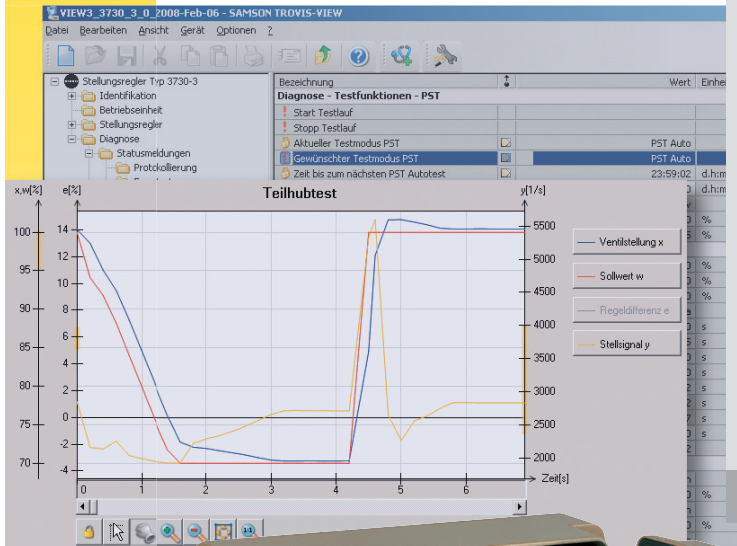 VIEW3_3730_3_0_2008-Feb-06 - SAMSON TROVIS-VIEW
Datei Bearbeiten Ansicht Gerät Optionen ?
Stellungsregler Typ 3730-3
Identifikation
Betriebseinheit
Stellungsregler
Diagnose
Statusmeldungen
Protokollierung
Bezeichnung Wert Einhei
Diagnose - Testfunktionen - PST
Start Testlauf
Stopp Testlauf
Aktueller Testmodus PST PST Auto
Gewünschter Testmodus PST PST Auto
Zeit bis zum nächsten PST Autotest 23:59:02 d.h:m
d.h:m
%
%
%
%
%
s
s
s
s
s
s
%
%
Teilhubtest
x,w[%] e[%] y[1/s]
100
95
90
85
80
75
70
14
12
10
8
6
4
2
0
-2
-4
5500
5000
4500
4000
3500
3000
2500
2000
0 1 2 3 4 5 6
Zeit[s]
Ventilstellung x
Sollwert w
Regeldifferenz e
Stellsignal y
1:1